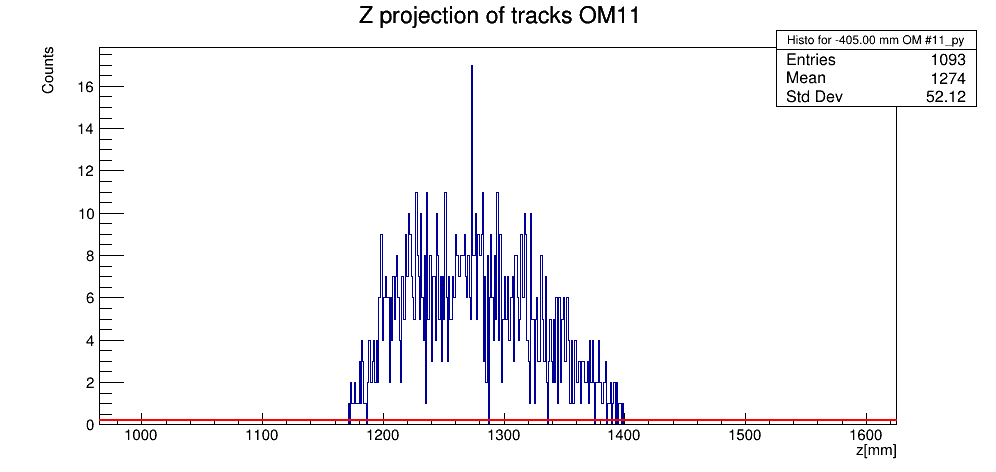 Z projection of tracks OM11
Histo for -405.00 mm OM #11_py
Entries 1093
Mean 1274
Std Dev 52.12
Counts
16
14
12
10
8
6
4
2
0
1000 1100 1200 1300 1400 1500 1600
z[mm]